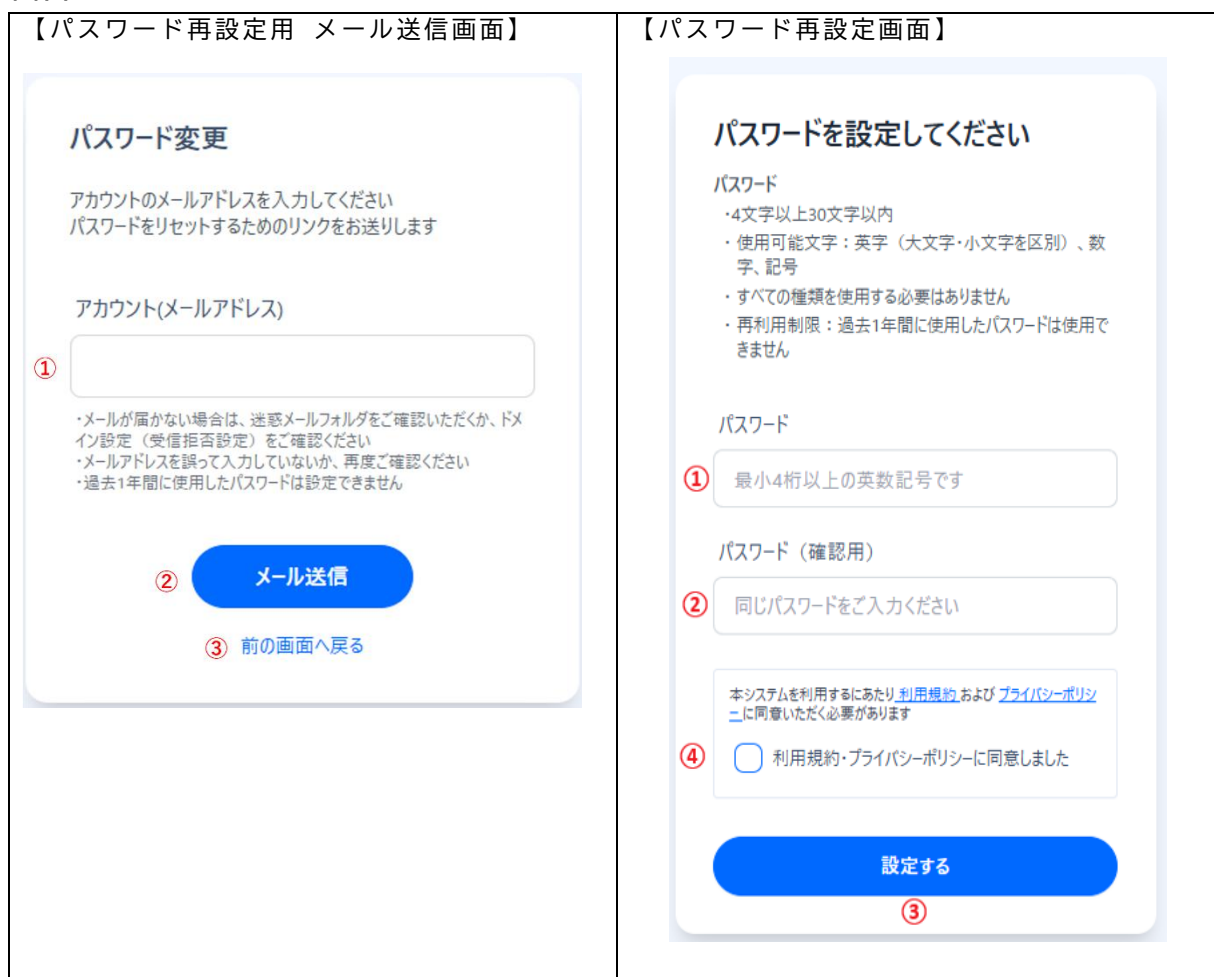 【パスワード再設定用 メール送信画面】
パスワード変更
アカウントのメールアドレスを入力してください
パスワードをリセットするためのリンクをお送りします
アカウント(メールアドレス)
①
・メールが届かない場合は、迷惑メールフォルダをご確認いただくか、ドメ
イン設定（受信拒否設定）をご確認ください
・メールアドレスを誤って入力していないか、再度ご確認ください
・過去1年間に使用したパスワードは設定できません
② メール送信
③ 前の画面へ戻る
【パスワード再設定画面】
パスワードを設定してください
パスワード
・4文字以上30文字以内
・使用可能文字：英字（大文字・小文字を区別）、数
字、記号
・すべての種類を使用する必要はありません
・再利用制限：過去1年間に使用したパスワードは使用で
きません
パスワード
① 最小4桁以上の英数記号です
パスワード（確認用）
② 同じパスワードをご入力ください
本システムを利用するにあたり 利用規約 および プライバシーポリシ
ー に同意いただく必要があります
④ 利用規約・プライバシーポリシーに同意しました
設定する
③